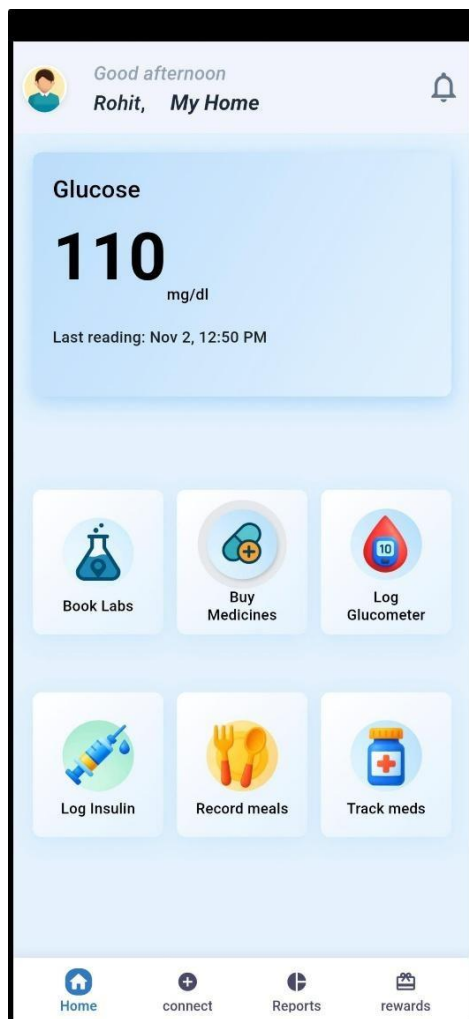 Good afternoon
Rohit, My Home
Glucose
110
mg/dl
Last reading: Nov 2, 12:50 PM
Book Labs
Buy
Medicines
10
Log
Glucometer
Log Insulin
Record meals
Track meds
Home
connect
Reports
rewards